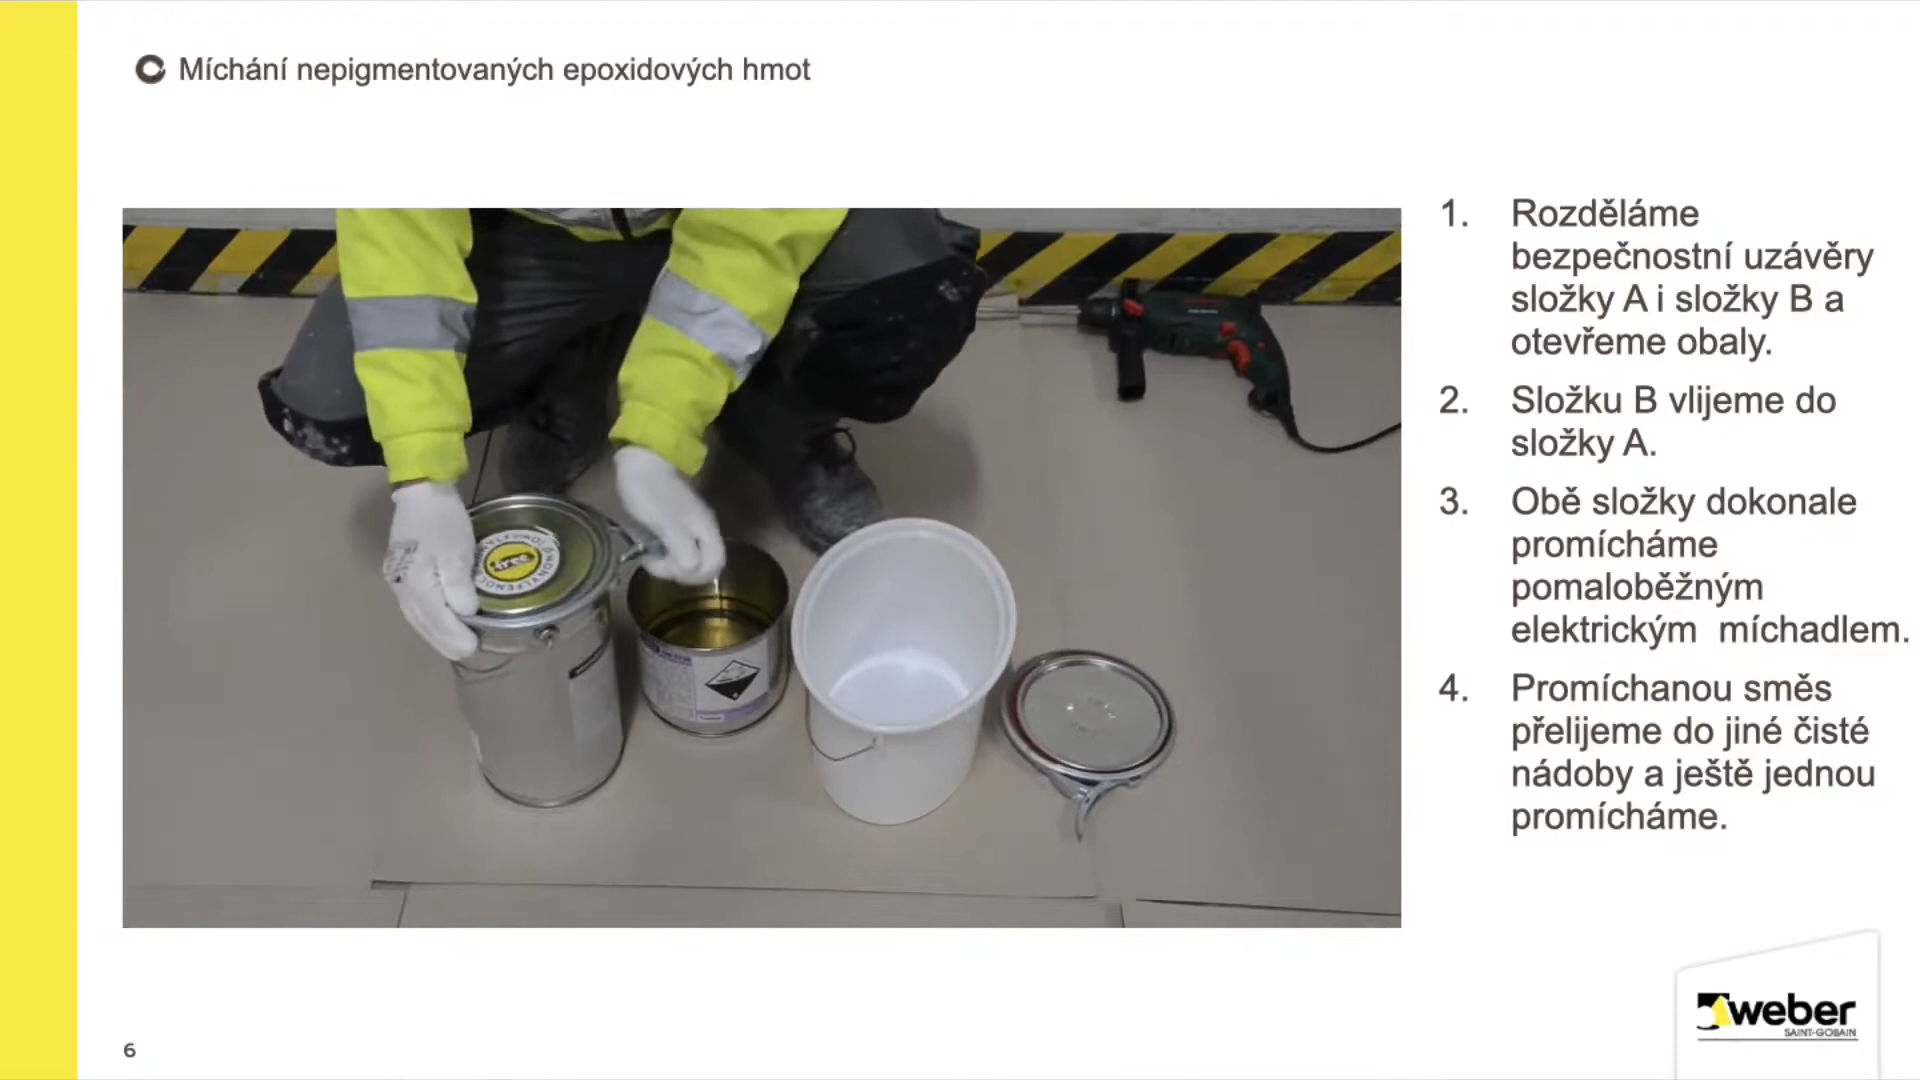 Míchání nepigmentovaných epoxidových hmot
1. Rozděláme
bezpečnostní uzávěry
složky A i složky B a
otevřeme obaly.
2. Složku B vlijeme do
složky A.
3. Obě složky dokonale
promícháme
pomaloběžným
elektrickým  míchadlem.
4. Promíchanou směs
přelijeme do jiné čisté
nádoby a ještě jednou
promícháme.
weber
SAINT-GOBAIN
6